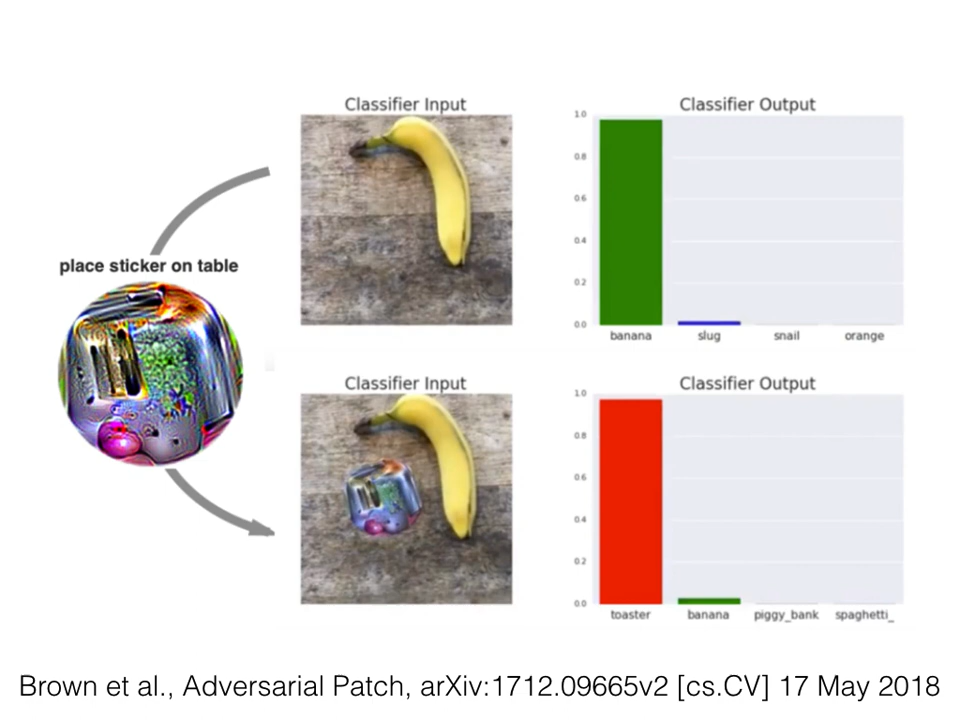 Classifier Input
Classifier Output
1.0
0.8
0.6
0.4
0.2
0.0
banana slug snail orange
place sticker on table
Classifier Input
Classifier Output
1.0
0.8
0.6
0.4
0.2
0.0
toaster banana piggy_bank spaghetti_
Brown et al., Adversarial Patch, arXiv:1712.09665v2 [cs.CV] 17 May 2018